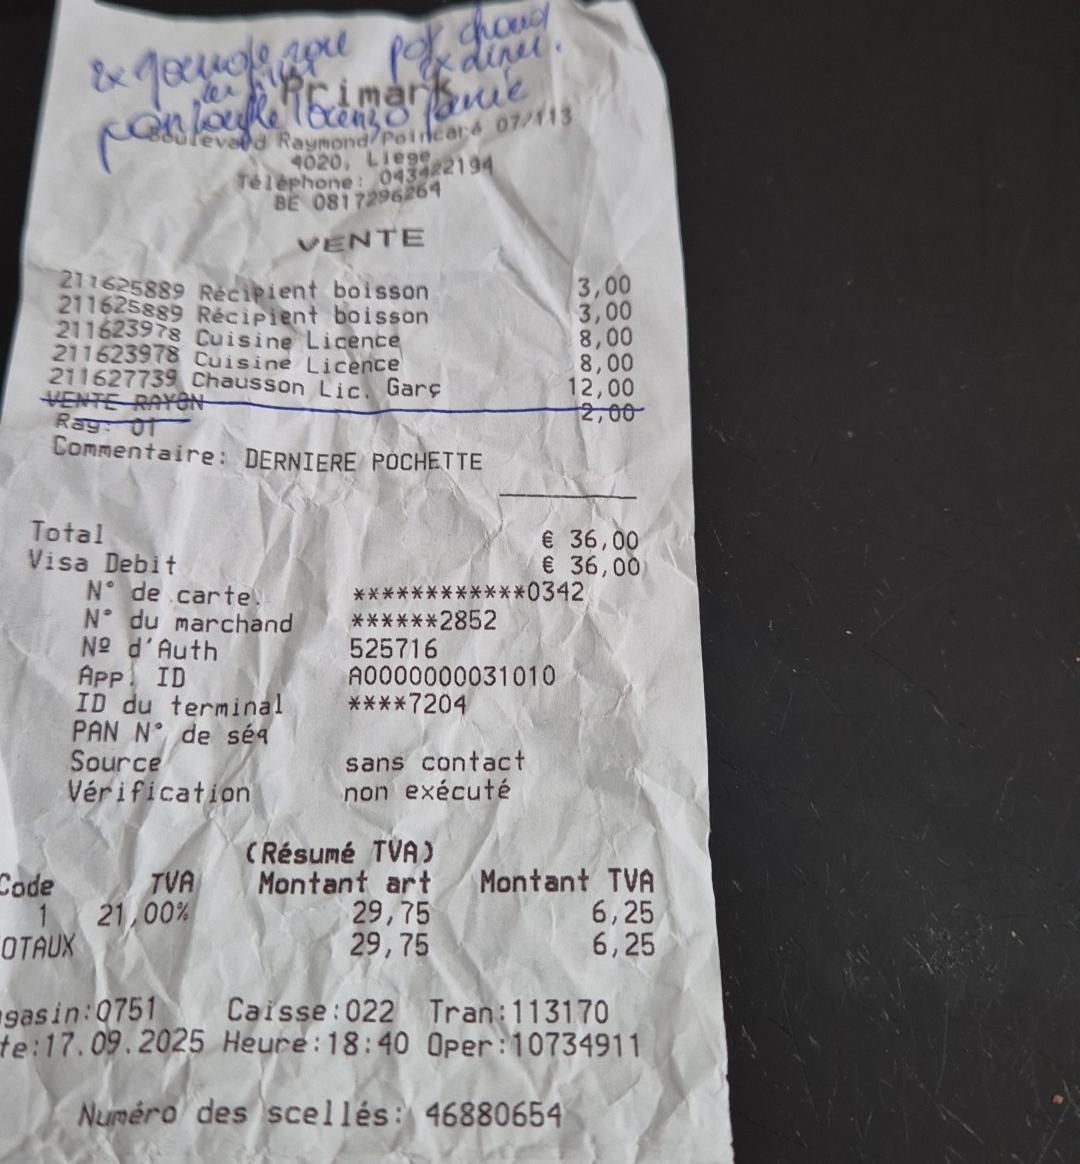 pot chaud
2x diner.
Primark
pantoufle
Boulevard Raymond Poincaré 07/113
4020, Liege
Téléphone: 043422194
BE 0817296264
VENTE
211625889 Récipient boisson 3,00
211625889 Récipient boisson 3,00
211623978 Cuisine Licence 8,00
211623978 Cuisine Licence 8,00
211627739 Chausson Lic. Garç 12,00
VENTE RAYON 2,00
Ray: 01
Commentaire: DERNIERE POCHETTE
Total € 36,00
Visa Debit € 36,00
N° de carte. ************0342
N° du marchand ******2852
Nº d'Auth 525716
App. ID A0000000031010
ID du terminal ****7204
PAN N° de séq
Source sans contact
Vérification non exécuté
(Résumé TVA)
Code TVA Montant art Montant TVA
1 21,00% 29,75 6,25
OTAUX 29,75 6,25
gasin:0751 Caisse:022 Tran:113170
te:17.09.2025 Heure:18:40 Oper:10734911
Numéro des scellés: 46880654